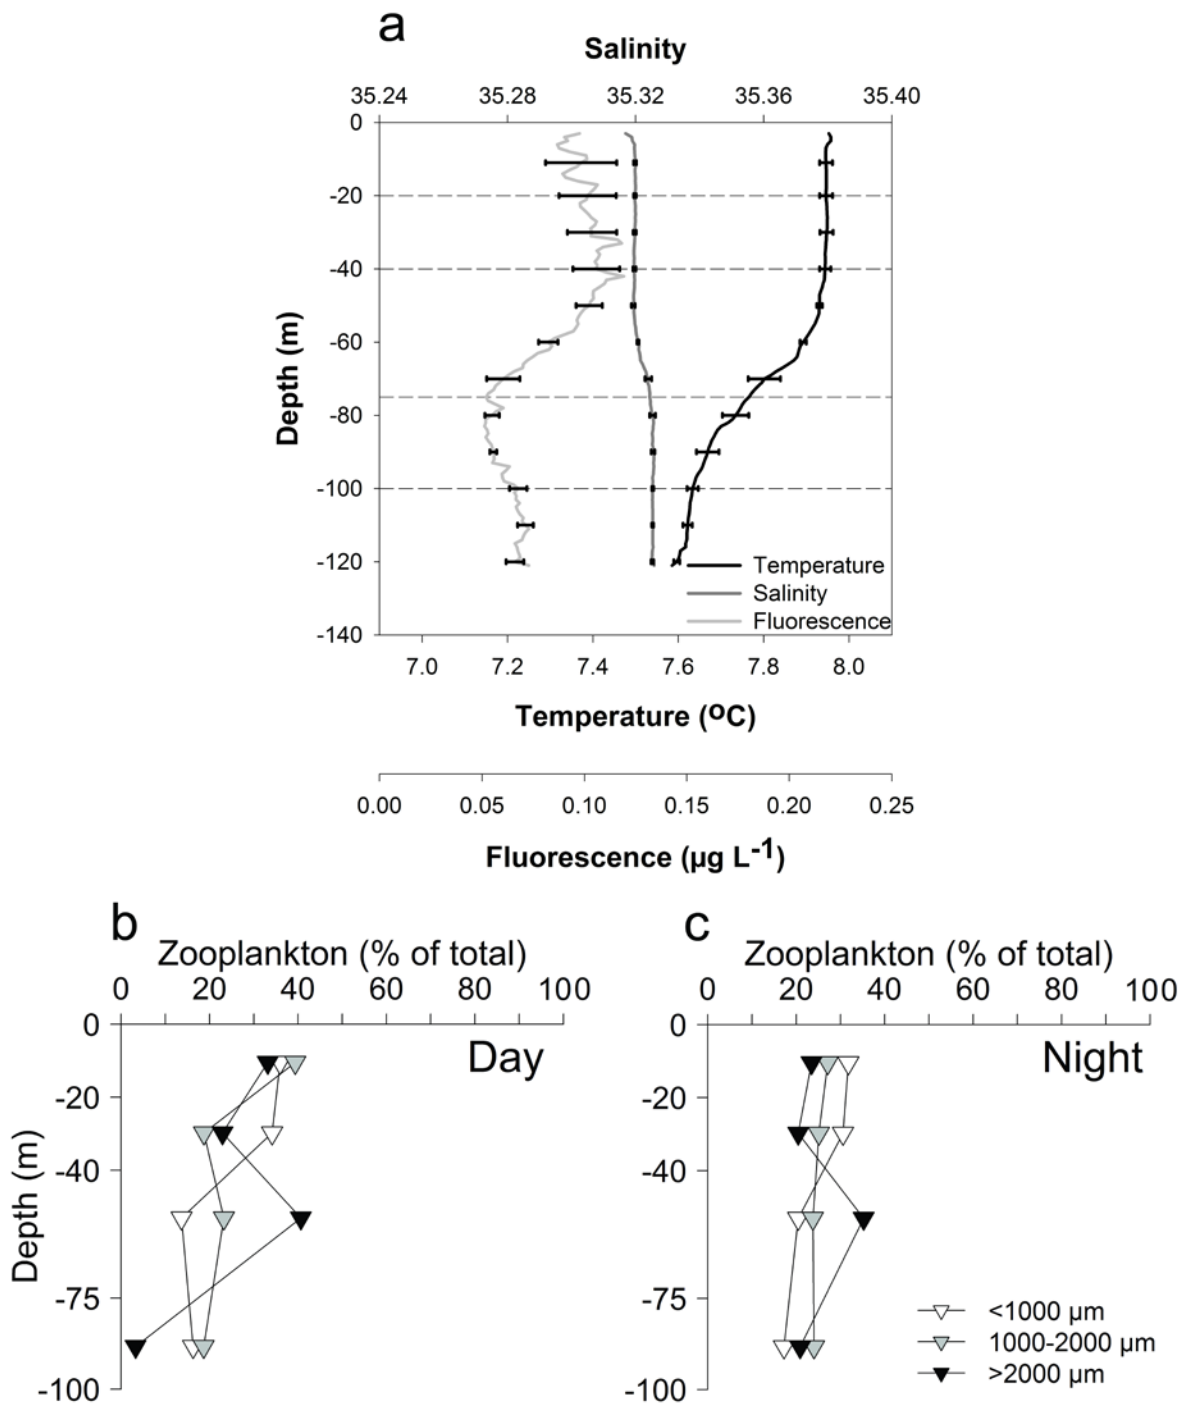 a
Salinity
35.24 35.28 35.32 35.36 35.40
0
-20
-40
-60
-80
-100
-120
-140
Depth (m)
Temperature
Salinity
Fluorescence
7.0 7.2 7.4 7.6 7.8 8.0
Temperature (ºC)
0.00 0.05 0.10 0.15 0.20 0.25
Fluorescence (µg L-1)
b
Zooplankton (% of total)
0 20 40 60 80 100
0
-20
-40
-75
-100
Depth (m)
Day
c
Zooplankton (% of total)
0 20 40 60 80 100
0
-20
-40
-75
-100
Night
<1000 µm
1000-2000 µm
>2000 µm